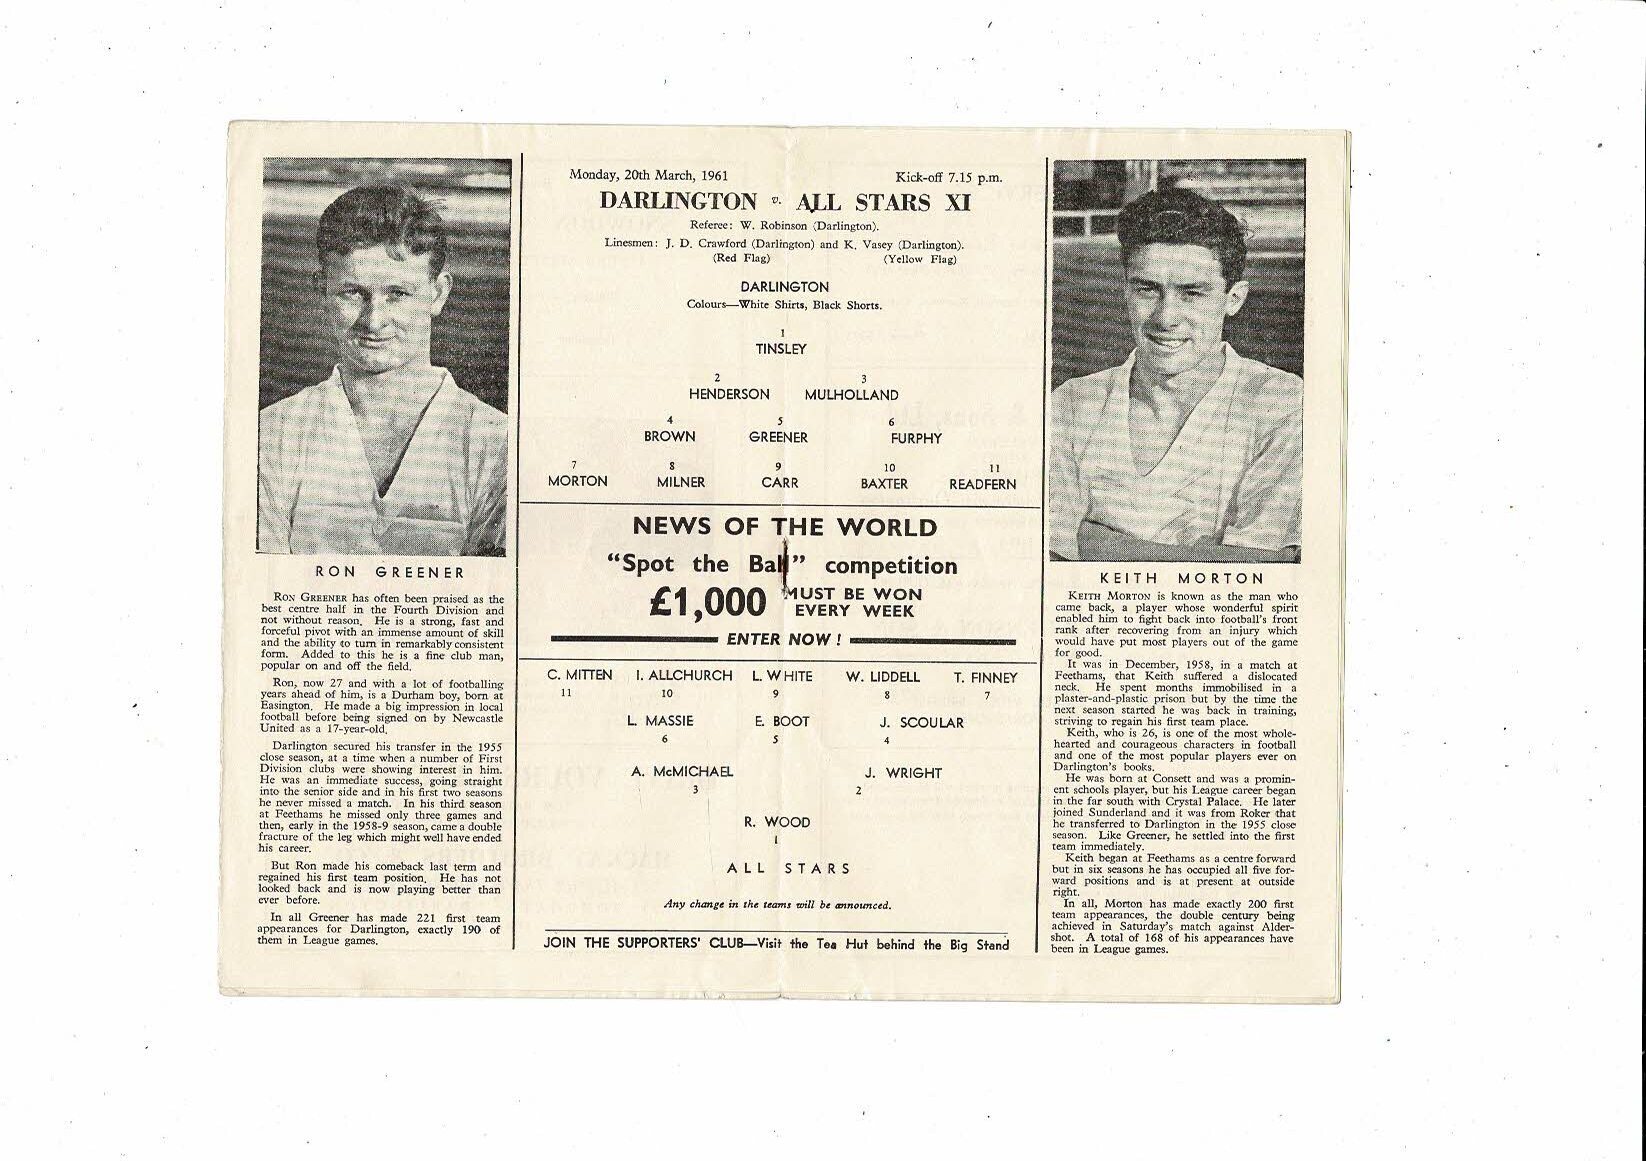 RON GREENER
RON GREENER has often been praised as the
best centre half in the Fourth Division and
not without reason. He is a strong, fast and
forceful pivot with an immense amount of skill
and the ability to turn in remarkably consistent
form. Added to this he is a fine club man,
popular on and off the field.
Ron, now 27 and with a lot of footballing
years ahead of him, is a Durham boy, born at
Easington. He made a big impression in local
football before being signed on by Newcastle
United as a 17-year-old.
Darlington secured his transfer in the 1955
close season, at a time when a number of First
Division clubs were showing interest in him.
He was an immediate success, going straight
into the senior side and in his first two seasons
he never missed a match. In his third season
at Feethams he missed only three games and
then, early in the 1958-9 season, came a double
fracture of the leg which might well have ended
his career.
But Ron made his comeback last term and
regained his first team position. He has not
looked back and is now playing better than
ever before.
In all Greener has made 221 first team
appearances for Darlington, exactly 190 of
them in League games.
Monday, 20th March, 1961 Kick-off 7.15 p.m.
DARLINGTON v. ALL STARS XI
Referee: W. Robinson (Darlington).
Linesmen: J. D. Crawford (Darlington) and K. Vasey (Darlington).
(Red Flag) (Yellow Flag)
DARLINGTON
Colours—White Shirts, Black Shorts.
1
TINSLEY
2 3
HENDERSON MULHOLLAND
4 5 6
BROWN GREENER FURPHY
7 8 9 10 11
MORTON MILNER CARR BAXTER READFERN
NEWS OF THE WORLD
"Spot the Ball" competition
£1,000 MUST BE WON
EVERY WEEK
ENTER NOW!
C. MITTEN I. ALLCHURCH L. WHITE W. LIDDELL T. FINNEY
11 10 9 8 7
L. MASSIE E. BOOT J. SCOULAR
6 5 4
A. McMICHAEL J. WRIGHT
3 2
R. WOOD
1
ALL STARS
Any change in the teams will be announced.
JOIN THE SUPPORTERS' CLUB—Visit the Tea Hut behind the Big Stand
KEITH MORTON
KEITH MORTON is known as the man who
came back, a player whose wonderful spirit
enabled him to fight back into football's front
rank after recovering from an injury which
would have put most players out of the game
for good.
It was in December, 1958, in a match at
Feethams, that Keith suffered a dislocated
neck. He spent months immobilised in a
plaster-and-plastic prison but by the time the
next season started he was back in training,
striving to regain his first team place.
Keith, who is 26, is one of the most whole-
hearted and courageous characters in football
and one of the most popular players ever on
Darlington's books.
He was born at Consett and was a promin-
ent schools player, but his League career began
in the far south with Crystal Palace. He later
joined Sunderland and it was from Roker that
he transferred to Darlington in the 1955 close
season. Like Greener, he settled into the first
team immediately.
Keith began at Feethams as a centre forward
but in six seasons he has occupied all five for-
ward positions and is at present at outside
right.
In all, Morton has made exactly 200 first
team appearances, the double century being
achieved in Saturday's match against Alder-
shot. A total of 168 of his appearances have
been in League games.